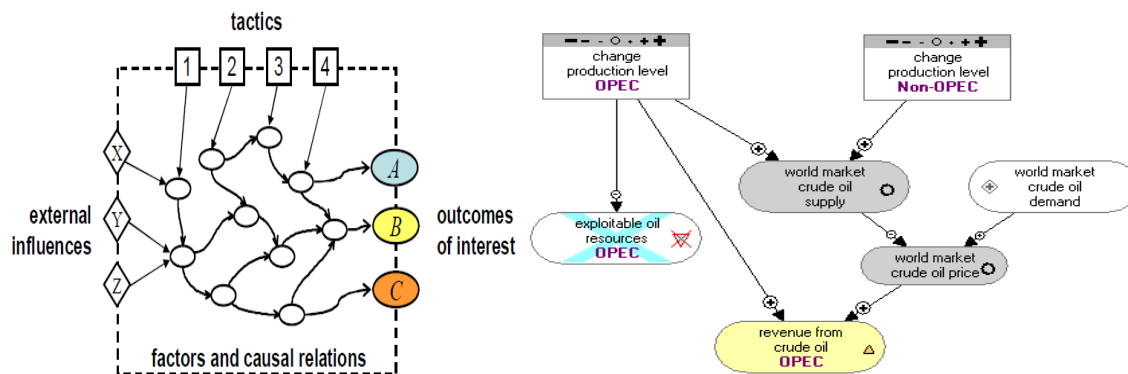 tactics
1 2 3 4
X
Y
Z
external
influences
A
B
C
outcomes
of interest
factors and causal relations
change
production level
OPEC
change
production level
Non-OPEC
world market
crude oil
supply
world market
crude oil
demand
exploitable oil
resources
OPEC
world market
crude oil price
revenue from
crude oil
OPEC